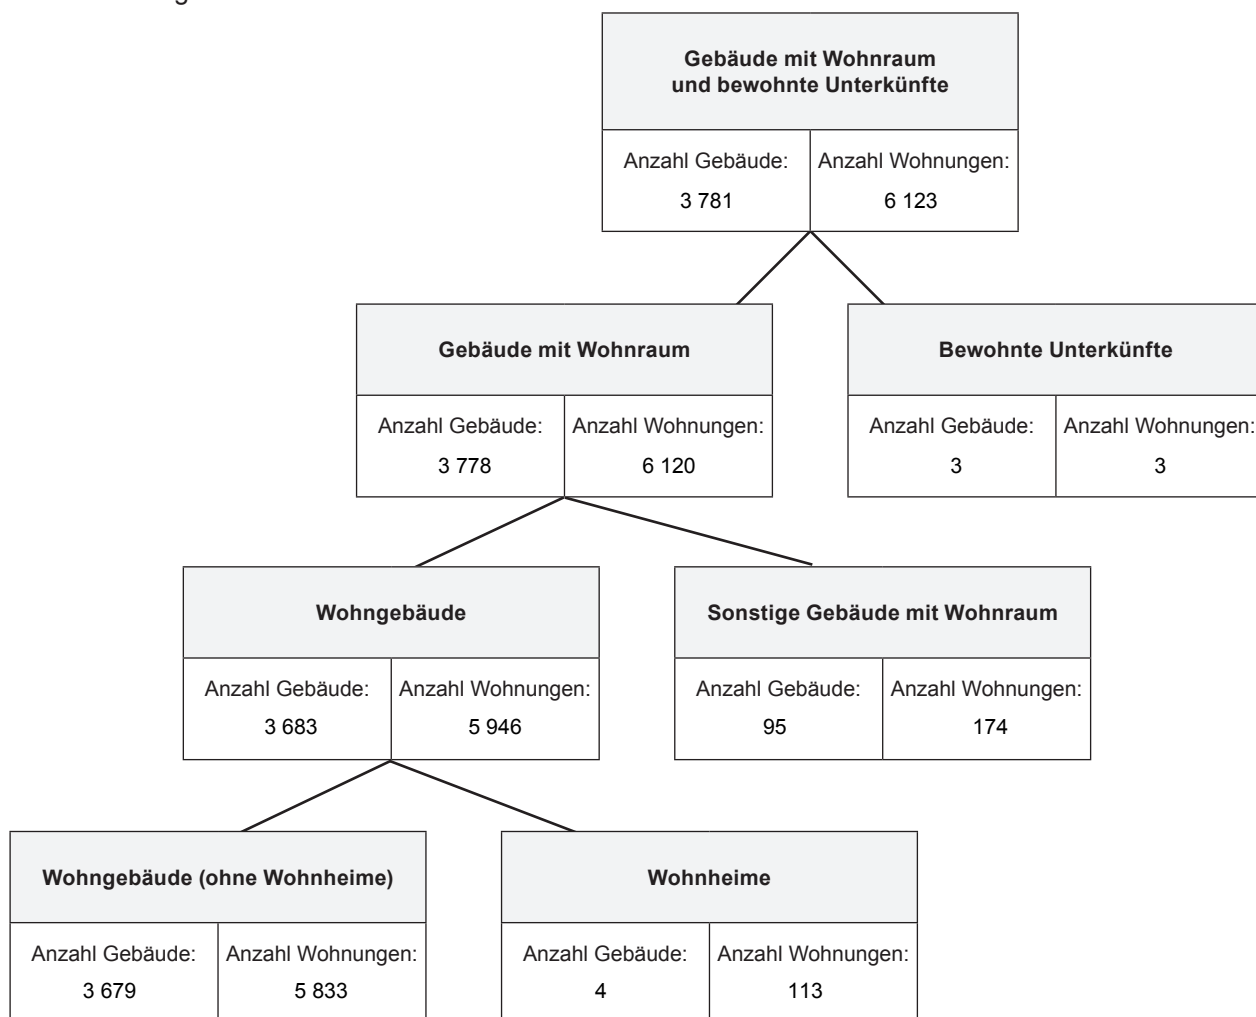 Gebäude mit Wohnraum
und bewohnte Unterkünfte
Anzahl Gebäude: Anzahl Wohnungen:
3 781 6 123
Gebäude mit Wohnraum Bewohnte Unterkünfte
Anzahl Gebäude: Anzahl Wohnungen: Anzahl Gebäude: Anzahl Wohnungen:
3 778 6 120 3 3
Wohngebäude Sonstige Gebäude mit Wohnraum
Anzahl Gebäude: Anzahl Wohnungen: Anzahl Gebäude: Anzahl Wohnungen:
3 683 5 946 95 174
Wohngebäude (ohne Wohnheime) Wohnheime
Anzahl Gebäude: Anzahl Wohnungen: Anzahl Gebäude: Anzahl Wohnungen:
3 679 5 833 4 113